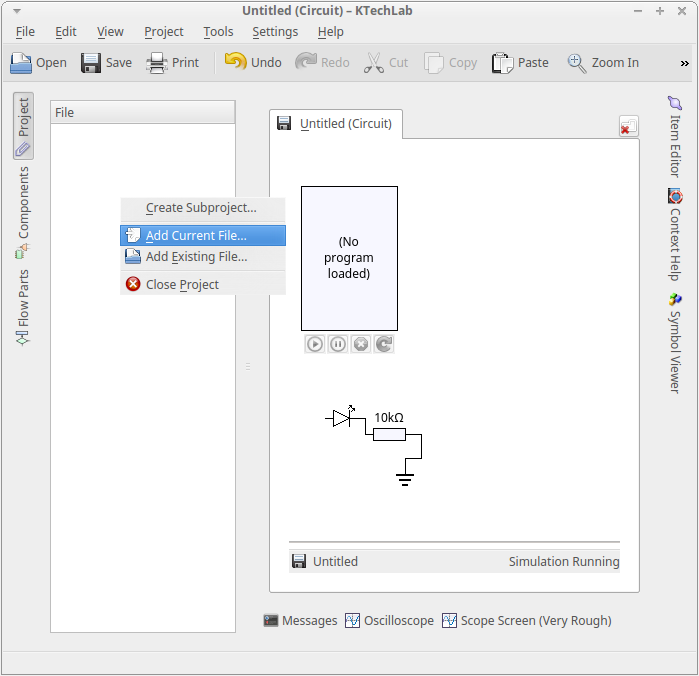 Untitled (Circuit) – KTechLab
File Edit View Project Tools Settings Help
Open Save Print Undo Redo Cut Copy Paste Zoom In »
Project
Components
Flow Parts
File
Create Subproject...
Add Current File...
Add Existing File...
Close Project
Untitled (Circuit)
(No
program
loaded)
10kΩ
Untitled Simulation Running
Item Editor
Context Help
Symbol Viewer
Messages Oscilloscope Scope Screen (Very Rough)